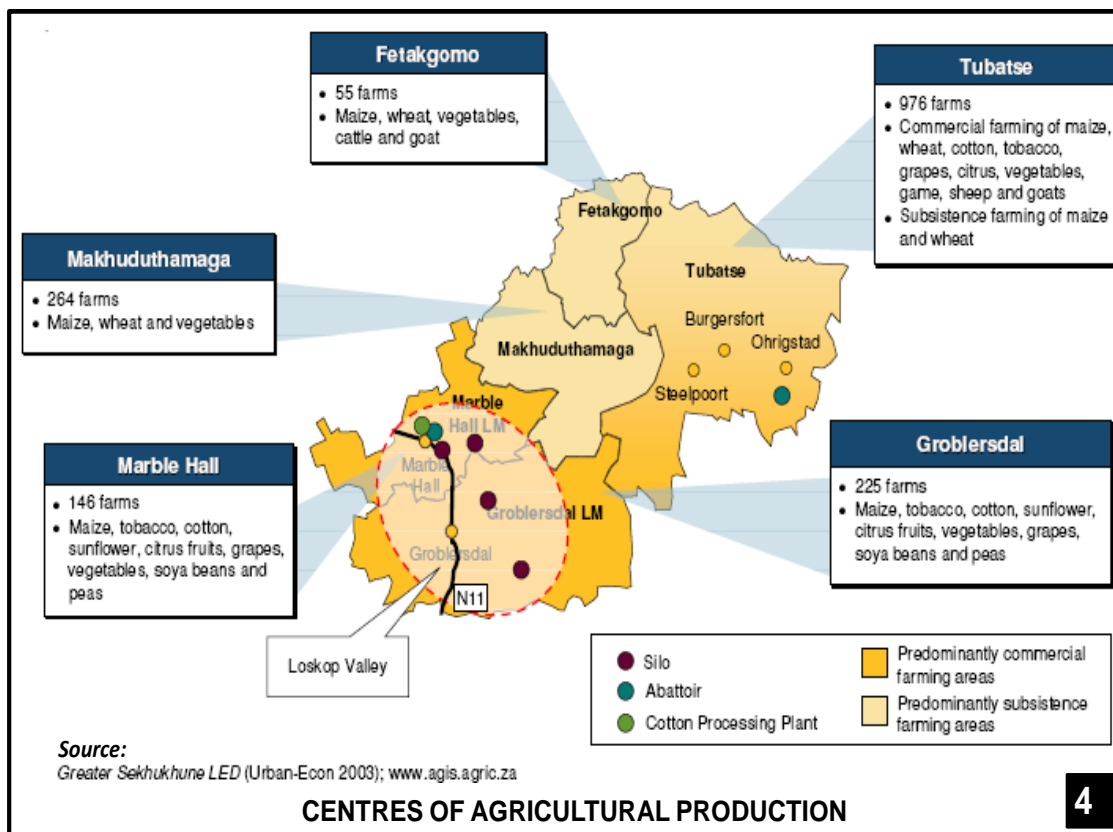 Fetakgomo
• 55 farms
• Maize, wheat, vegetables,
cattle and goat
Tubatse
• 976 farms
• Commercial farming of maize,
wheat, cotton, tobacco,
grapes, citrus, vegetables,
game, sheep and goats
• Subsistence farming of maize
and wheat
Makhuduthamaga
• 264 farms
• Maize, wheat and vegetables
Fetakgomo
Tubatse
Burgersfort
Ohrigstad
Makhuduthamaga
Steelpoort
Marble
Hall LM
Marble
Hall
Groblersdal LM
Groblersdal
N11
Marble Hall
• 146 farms
• Maize, tobacco, cotton,
sunflower, citrus fruits, grapes,
vegetables, soya beans and
peas
Groblersdal
• 225 farms
• Maize, tobacco, cotton, sunflower,
citrus fruits, vegetables, grapes,
soya beans and peas
Loskop Valley
Silo
Abattoir
Cotton Processing Plant
Predominantly commercial
farming areas
Predominantly subsistence
farming areas
Source:
Greater Sekhukhune LED (Urban-Econ 2003); www.agis.agric.za
CENTRES OF AGRICULTURAL PRODUCTION
4